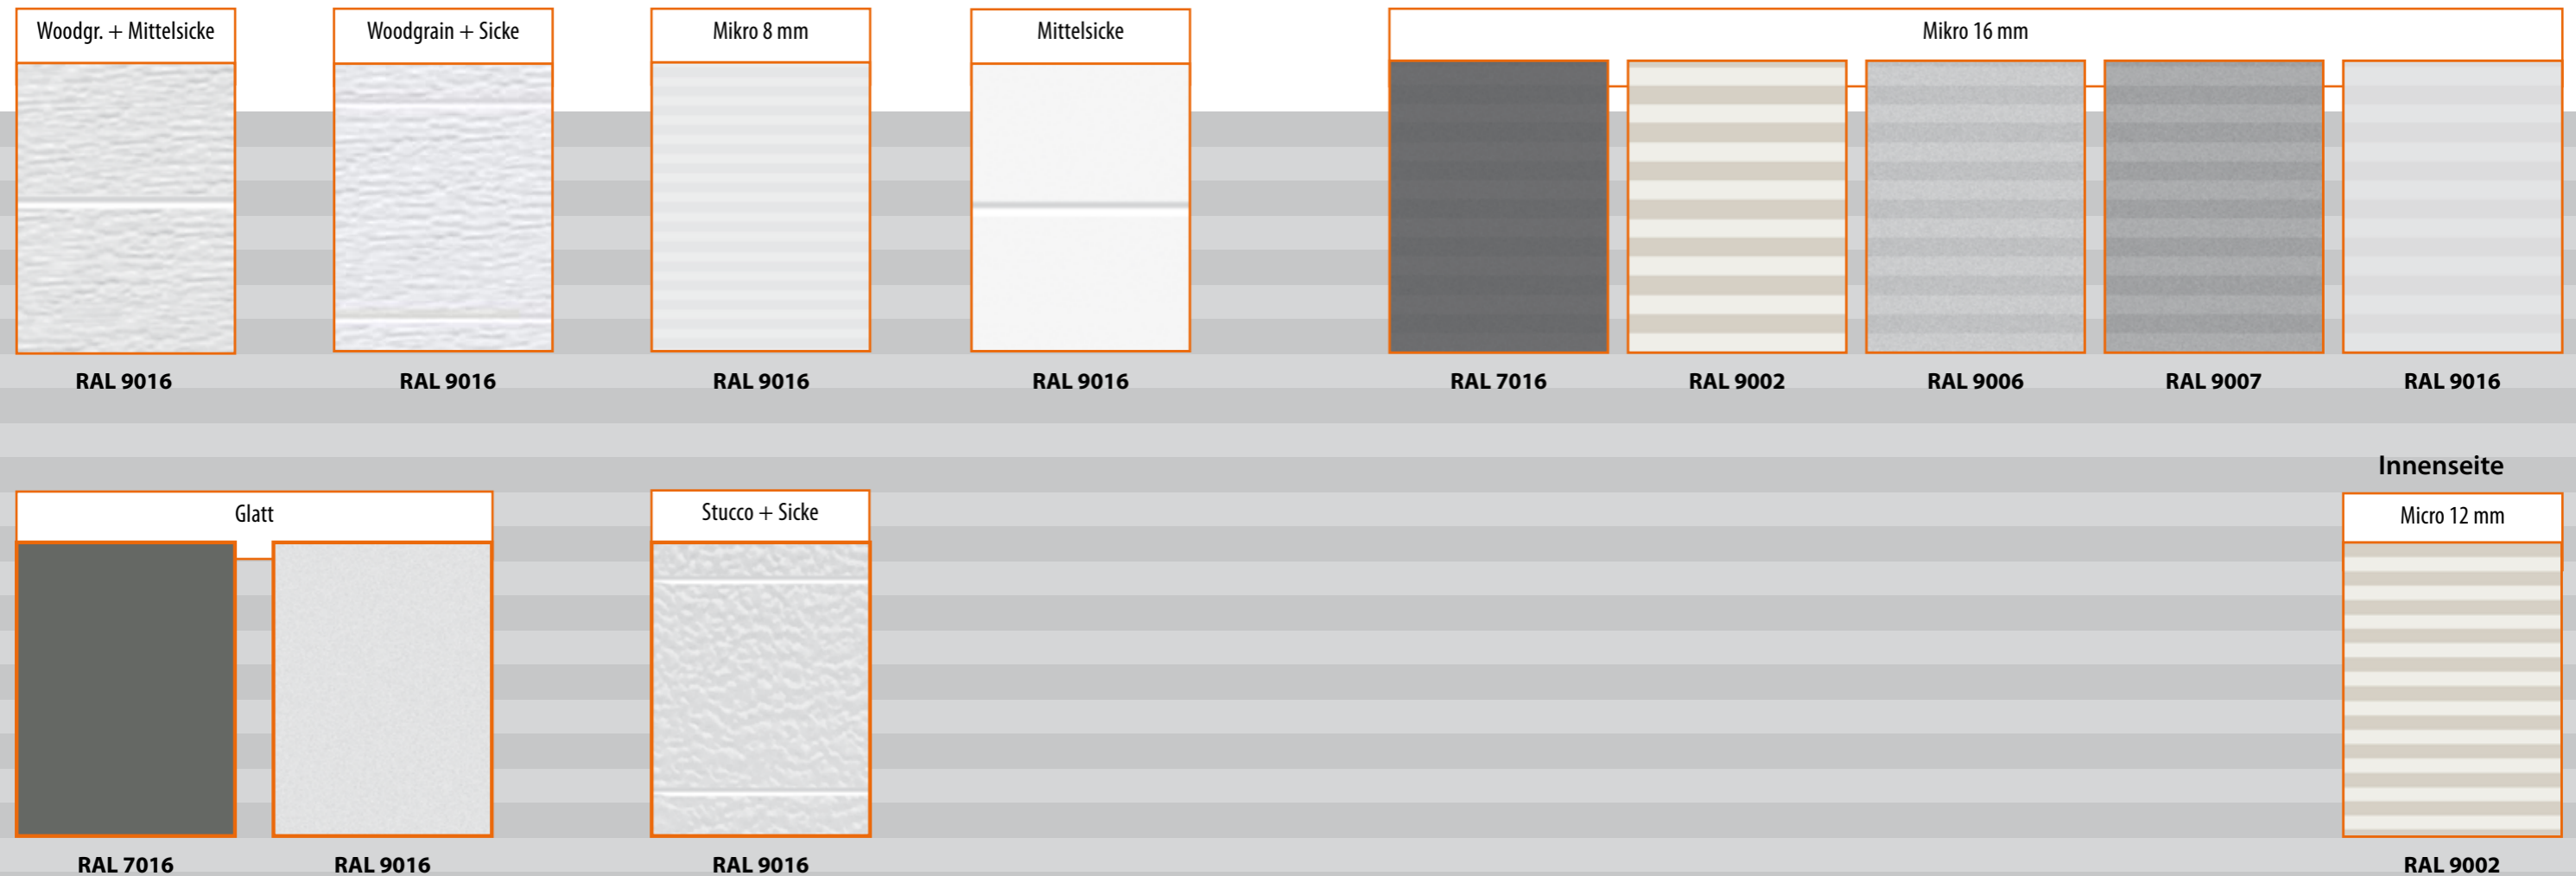 Woodgr. + Mittelsicke
Woodgrain + Sicke
Mikro 8 mm
Mittelsicke
Mikro 16 mm
RAL 9016
RAL 9016
RAL 9016
RAL 9016
RAL 7016
RAL 9002
RAL 9006
RAL 9007
RAL 9016
Innenseite
Glatt
Stucco + Sicke
Micro 12 mm
RAL 7016
RAL 9016
RAL 9016
RAL 9002